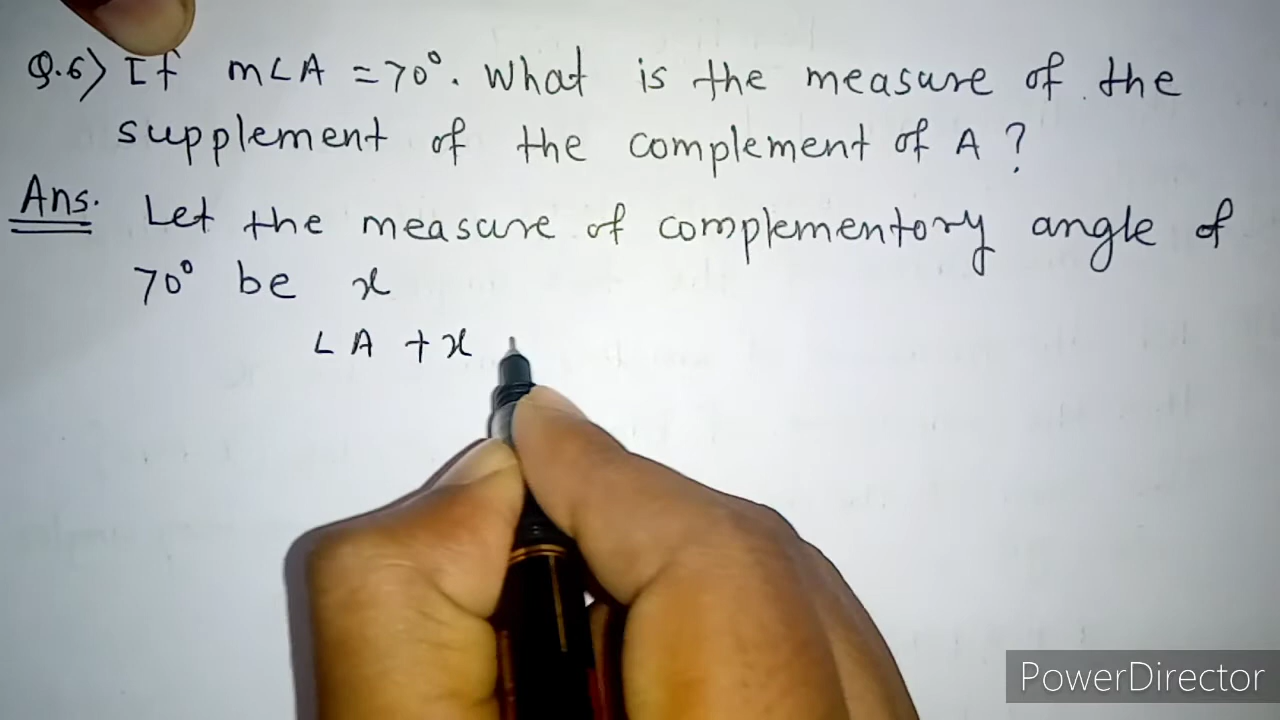 Q.6) If m∠A = 70°. What is the measure of the
supplement of the complement of A ?
Ans. Let the measure of complementory angle of
70° be x
∠A + x
PowerDirector